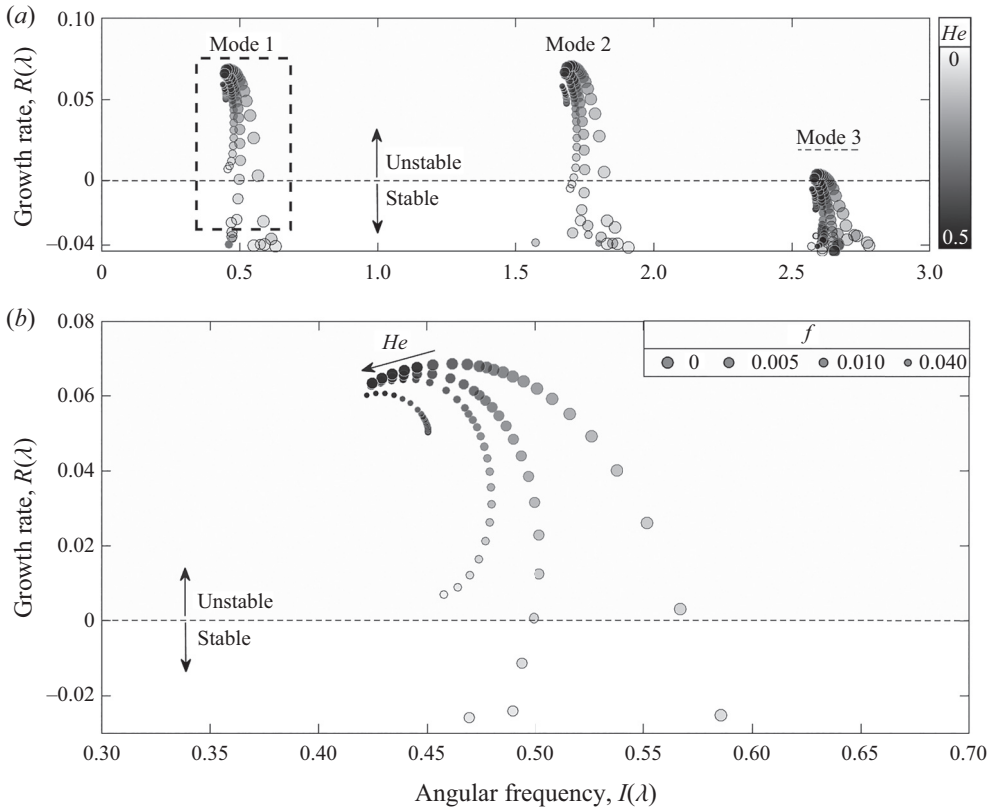 (a)
0.10
0.05
0
–0.04
Growth rate, R(λ)
Mode 1
Mode 2
Mode 3
Unstable
Stable
He
0
0.5
0 0.5 1.0 1.5 2.0 2.5 3.0
(b)
0.08
0.06
0.04
0.02
0
–0.02
Growth rate, R(λ)
He
f
0 0.005 0.010 0.040
Unstable
Stable
0.30 0.35 0.40 0.45 0.50 0.55 0.60 0.65 0.70
Angular frequency, I(λ)